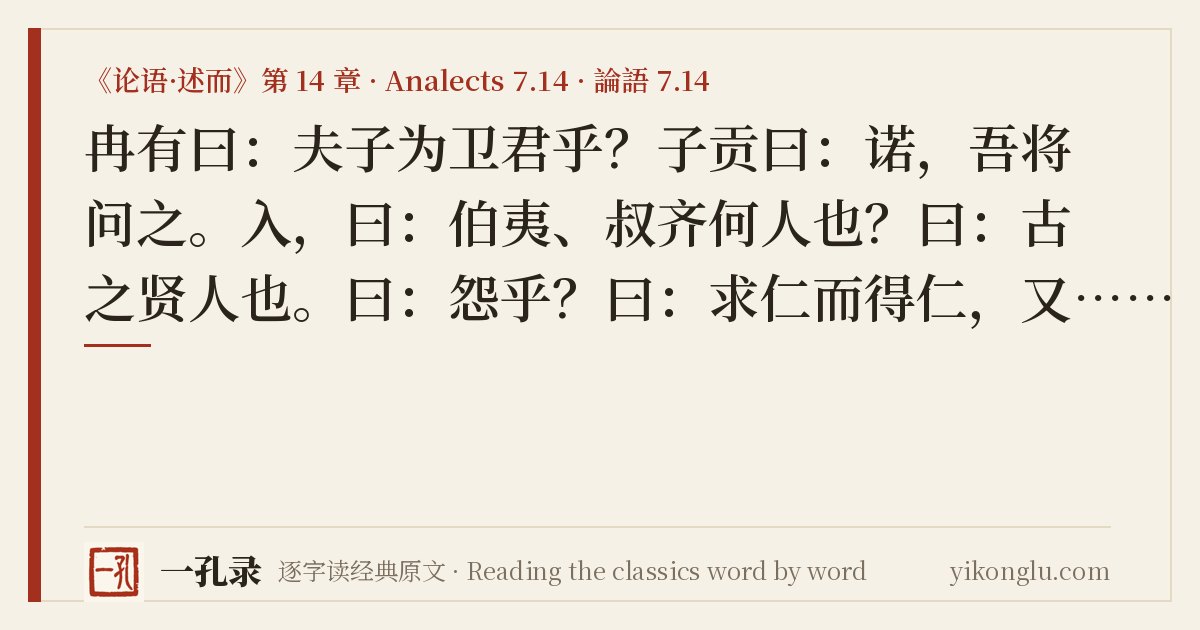 《论语·述而》第 14 章 · Analects 7.14 · 論語 7.14
冉有曰：夫子为卫君乎？子贡曰：诺，吾将
问之。入，曰：伯夷、叔齐何人也？曰：古
之贤人也。曰：怨乎？曰：求仁而得仁，又……
一孔 一孔录 逐字读经典原文 · Reading the classics word by word yikonglu.com